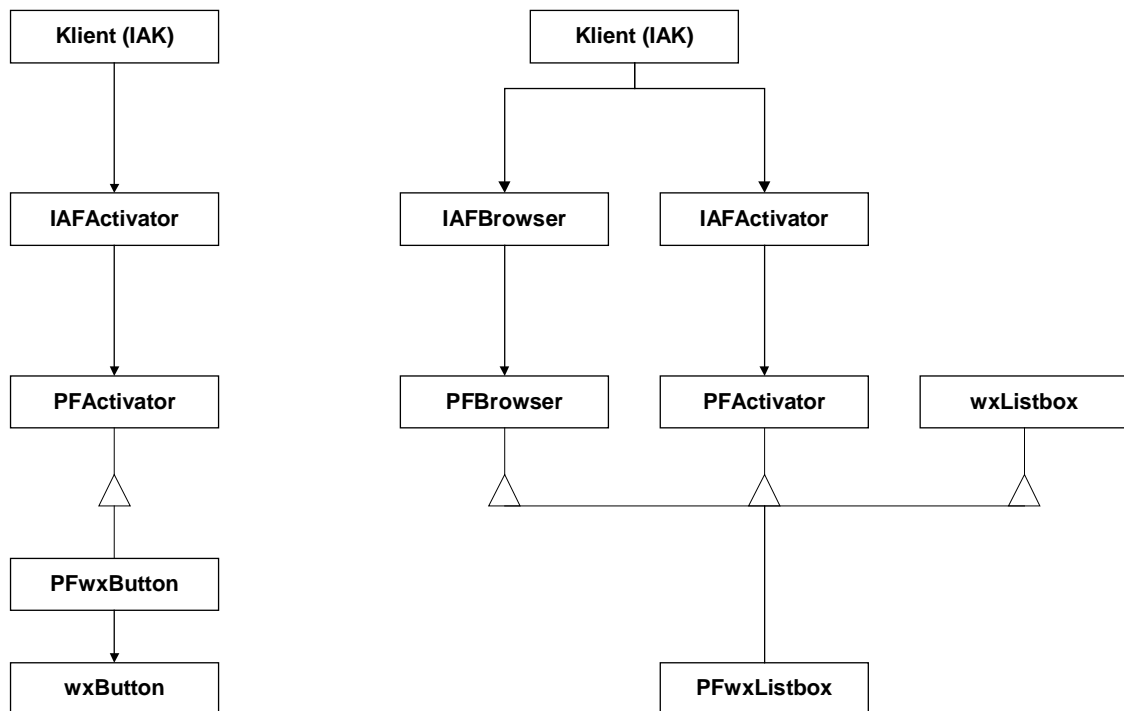 Klient (IAK)
Klient (IAK)
IAFActivator
IAFBrowser
IAFActivator
PFActivator
PFBrowser
PFActivator
wxListbox
PFwxButton
wxButton
PFwxListbox